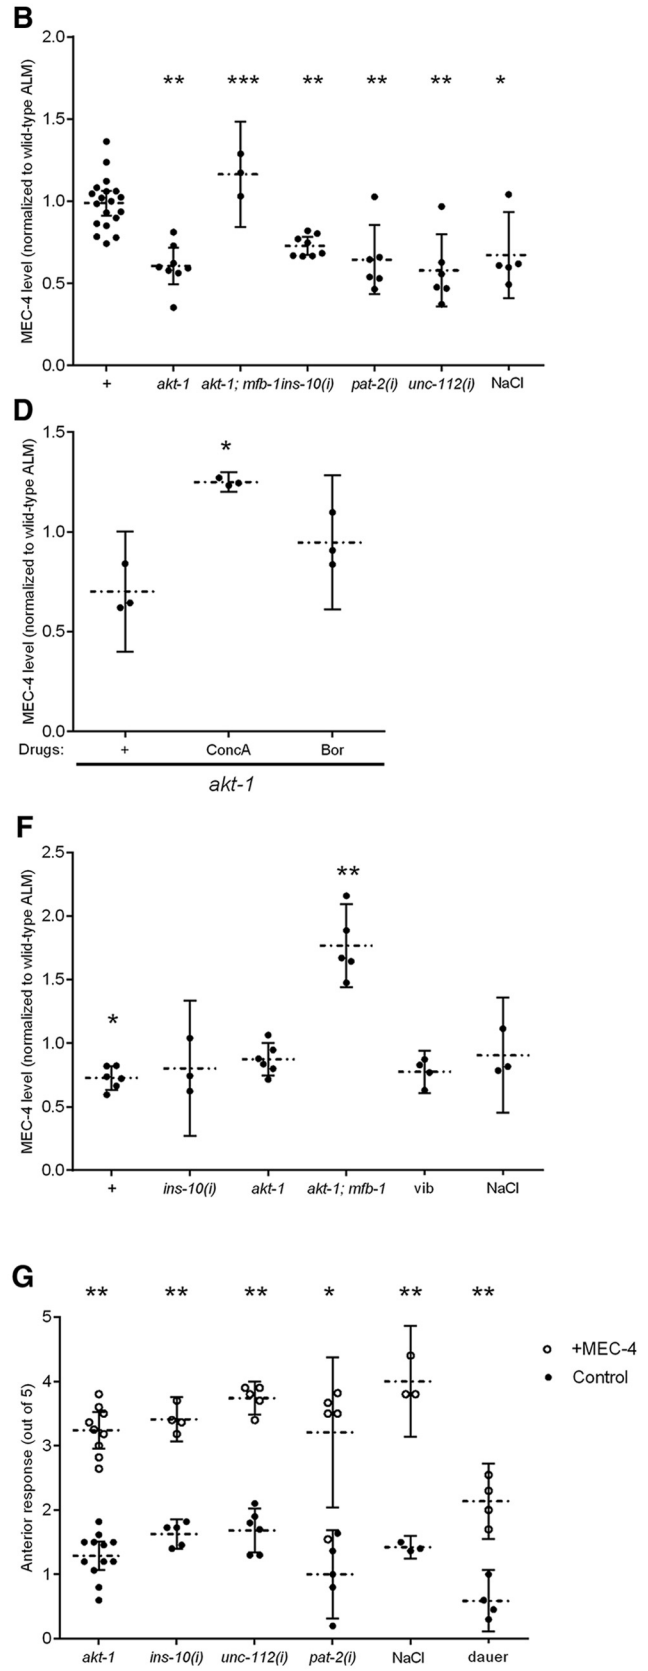 B
MEC-4 level (normalized to wlid-type ALM)
2.0
** *** ** ** ** *
1.5
1.0
0.5
0.0
+ akt-1 akt-1; mfb-1 ins-10(i) pat-2(i) unc-112(i) NaCl
D
MEC-4 level (normalized to wlid-type ALM)
1.5
*
1.0
0.5
0.0
Drugs: + ConcA Bor
akt-1
F
MEC-4 level (normalized to wlid-type ALM)
2.5
**
2.0
1.5
*
1.0
0.5
0.0
+ ins-10(i) akt-1 akt-1; mfb-1 vib NaCl
G
** ** ** * ** **
Anterior response (out of 5)
5
+MEC-4
Control
4
3
2
1
0
akt-1 ins-10(i) unc-112(i) pat-2(i) NaCl dauer